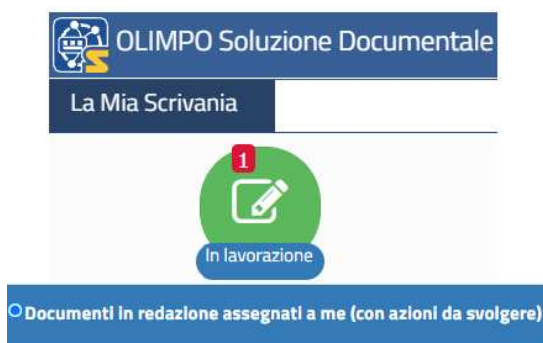 OLIMPO Soluzione Documentale
La Mia Scrivania
1
In lavorazione
Documenti in redazione assegnati a me (con azioni da svolgere)